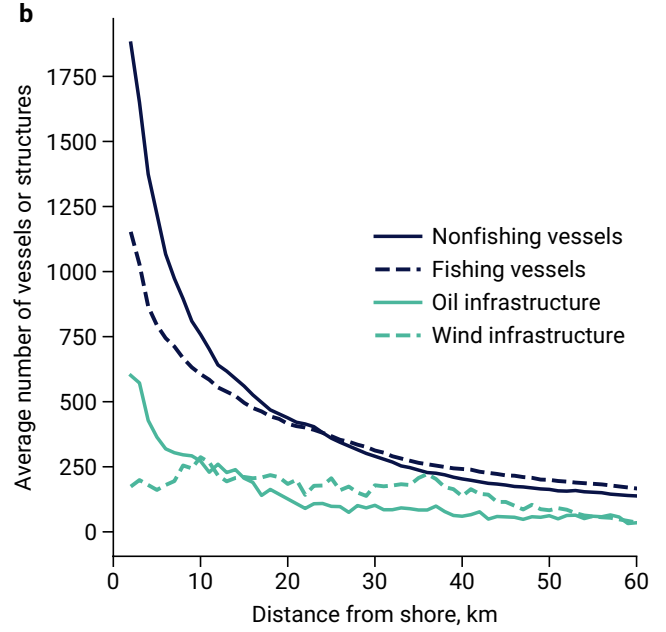 b
Average number of vessels or structures
1750
1500
1250
1000
750
500
250
0
Nonfishing vessels
Fishing vessels
Oil infrastructure
Wind infrastructure
0 10 20 30 40 50 60
Distance from shore, km